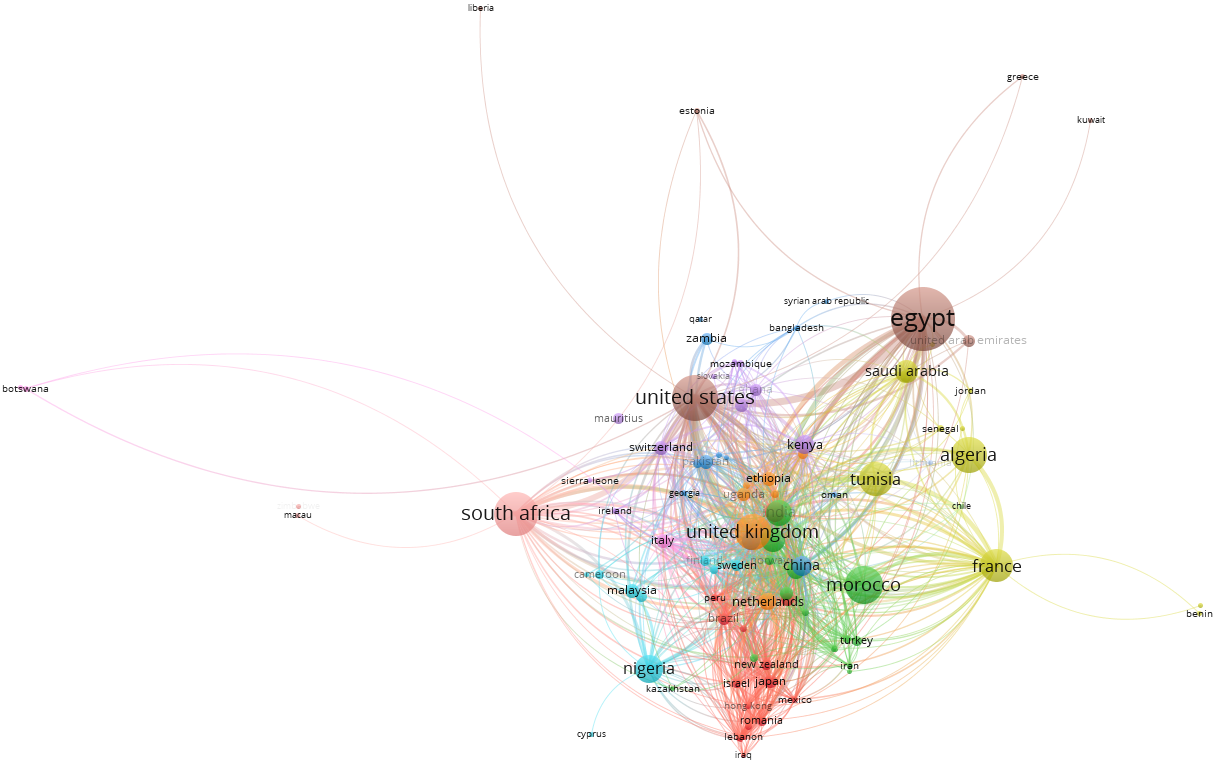 liberia
greece
estonia
kuwait
syrian arab republic
qatar
egypt
bangladesh
zambia
united arab emirates
mozambique
saudi arabia
slovakia
botswana
ghana
jordan
united states
mauritius
senegal
switzerland
kenya
algeria
pakistan
ethiopia
tunisia
sierra leone
georgia
uganda
oman
chile
south africa
macau
ireland
india
united kingdom
italy
finland
norway
sweden
china
france
cameroon
morocco
malaysia
peru
netherlands
benin
brazil
turkey
nigeria
new zealand
iran
israel
japan
kazakhstan
mexico
hong kong
romania
cyprus
lebanon
iraq